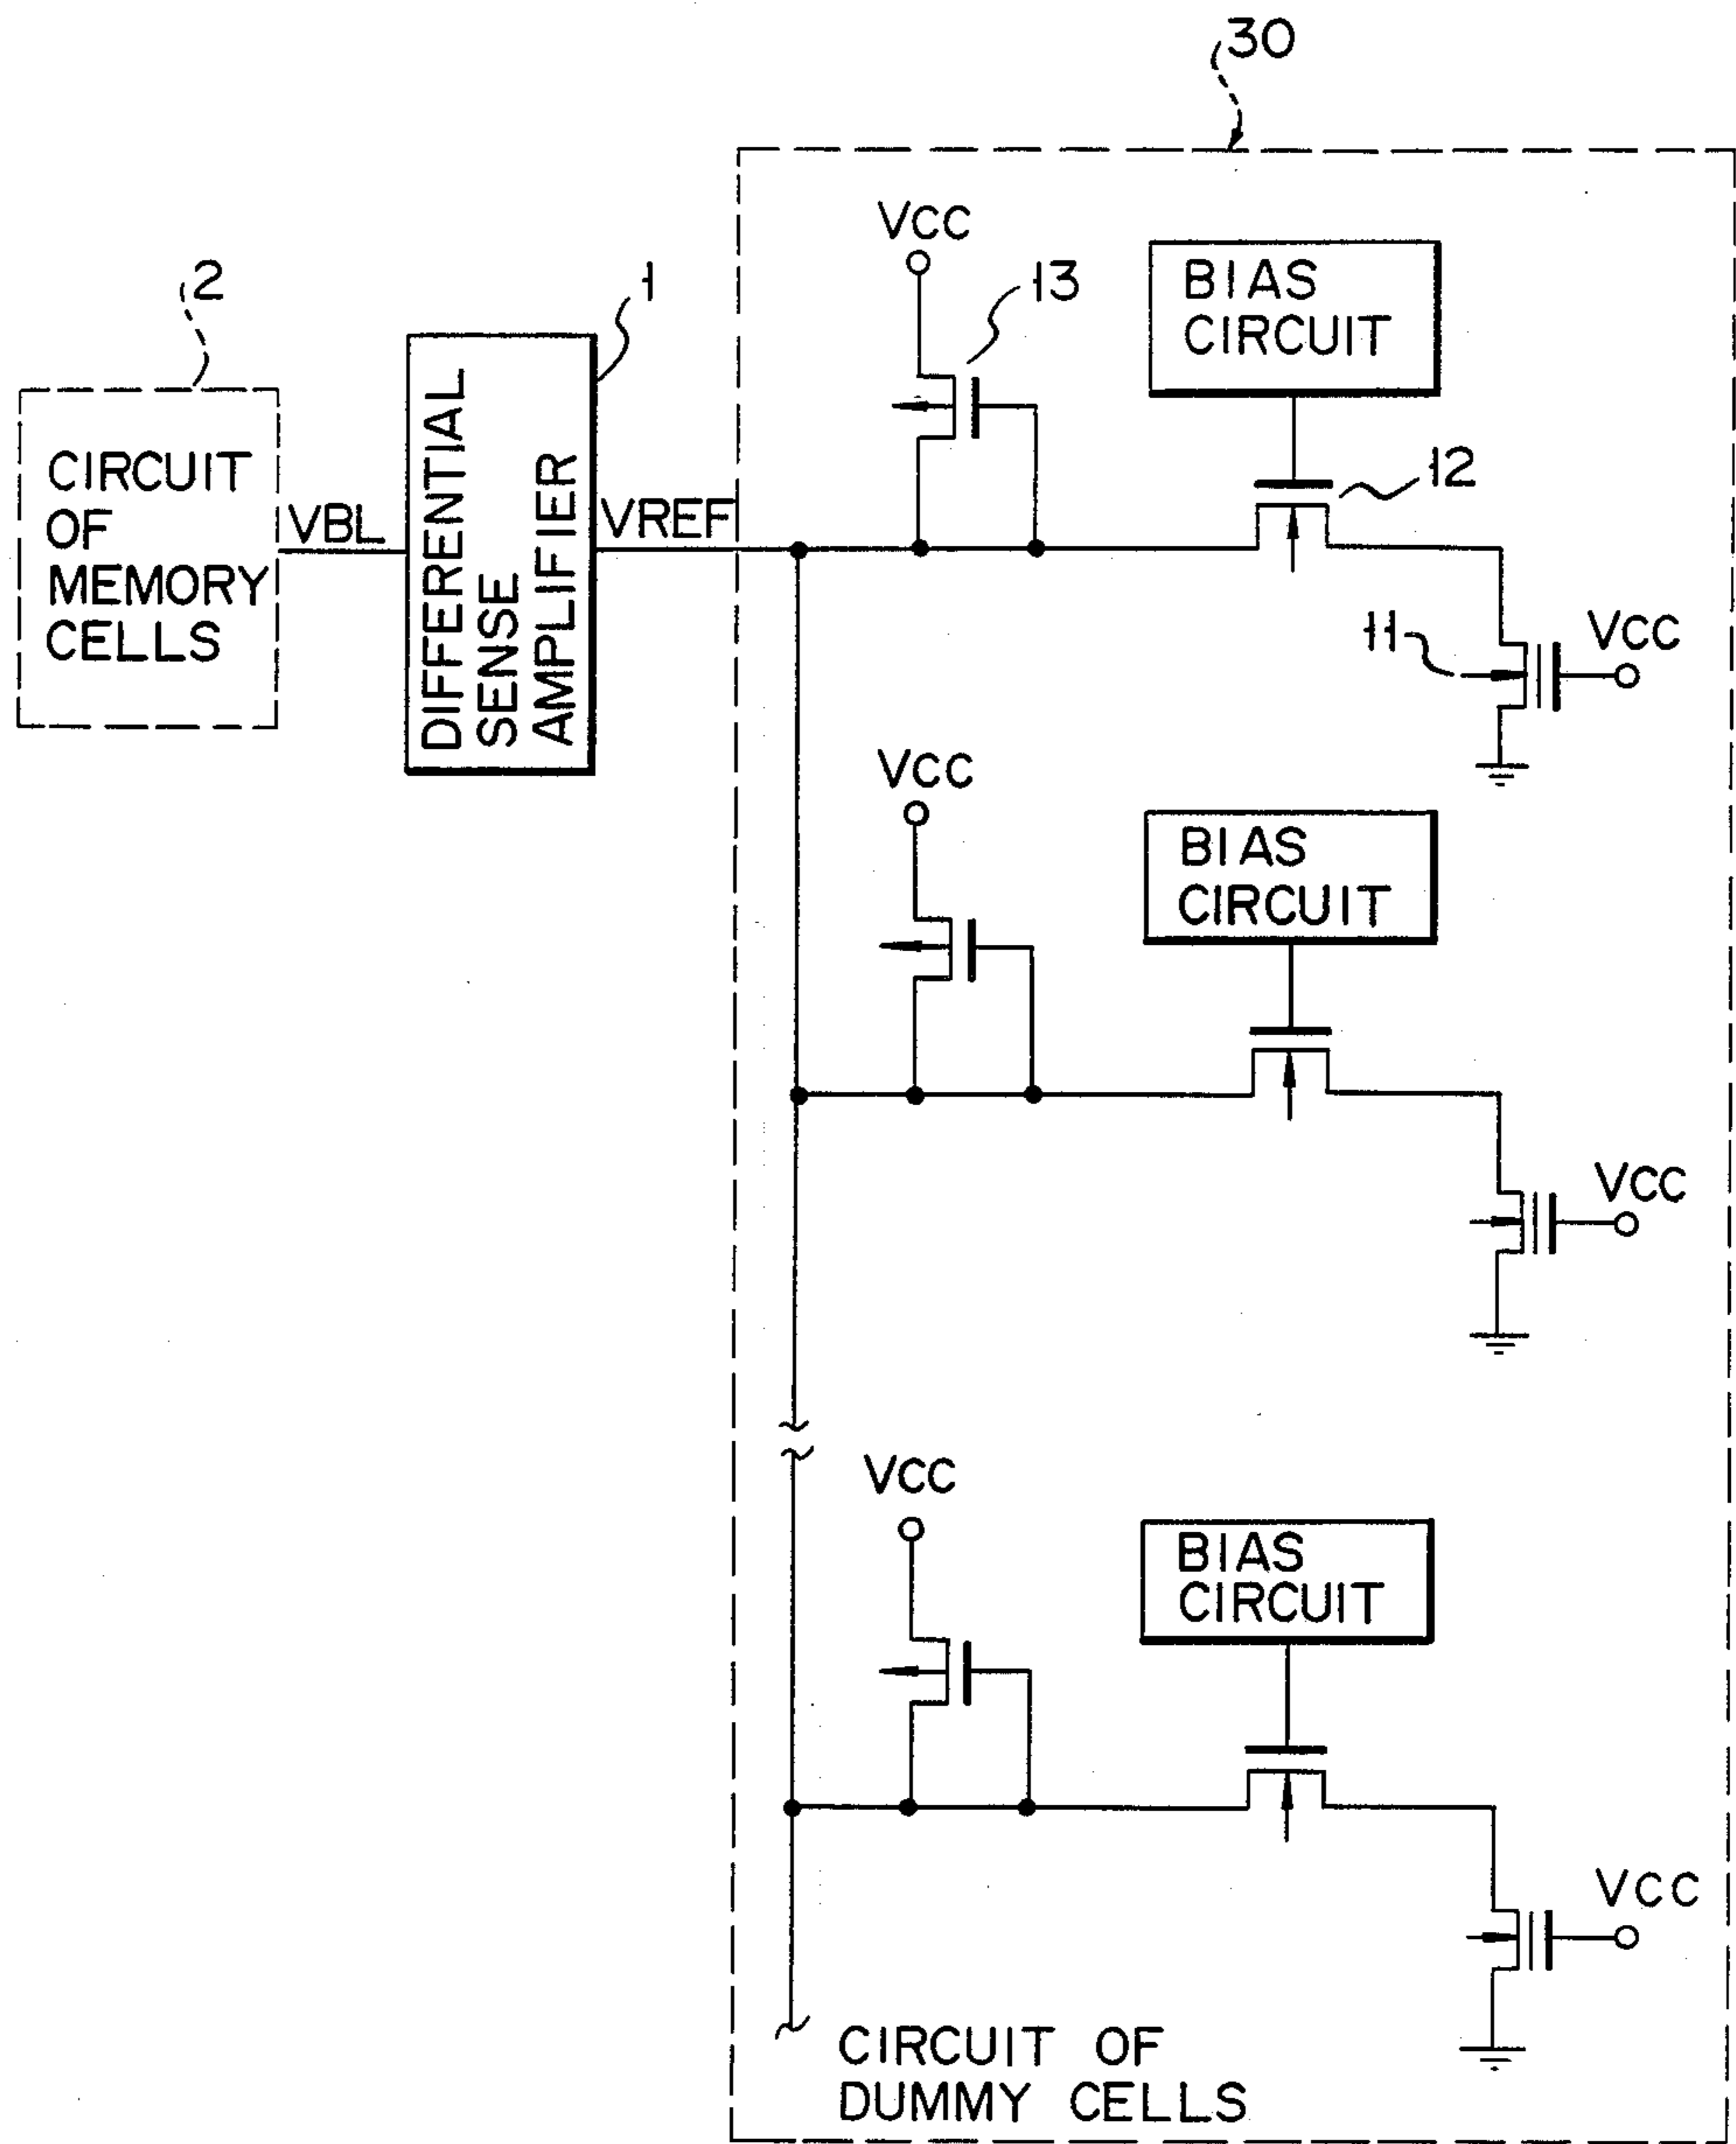 30
VCC
13
BIAS
CIRCUIT
2
1
CIRCUIT
OF
MEMORY
CELLS
VBL
DIFFERENTIAL
SENSE
AMPLIFIER
VREF
12
11
VCC
VCC
BIAS
CIRCUIT
VCC
VCC
BIAS
CIRCUIT
VCC
CIRCUIT OF
DUMMY CELLS